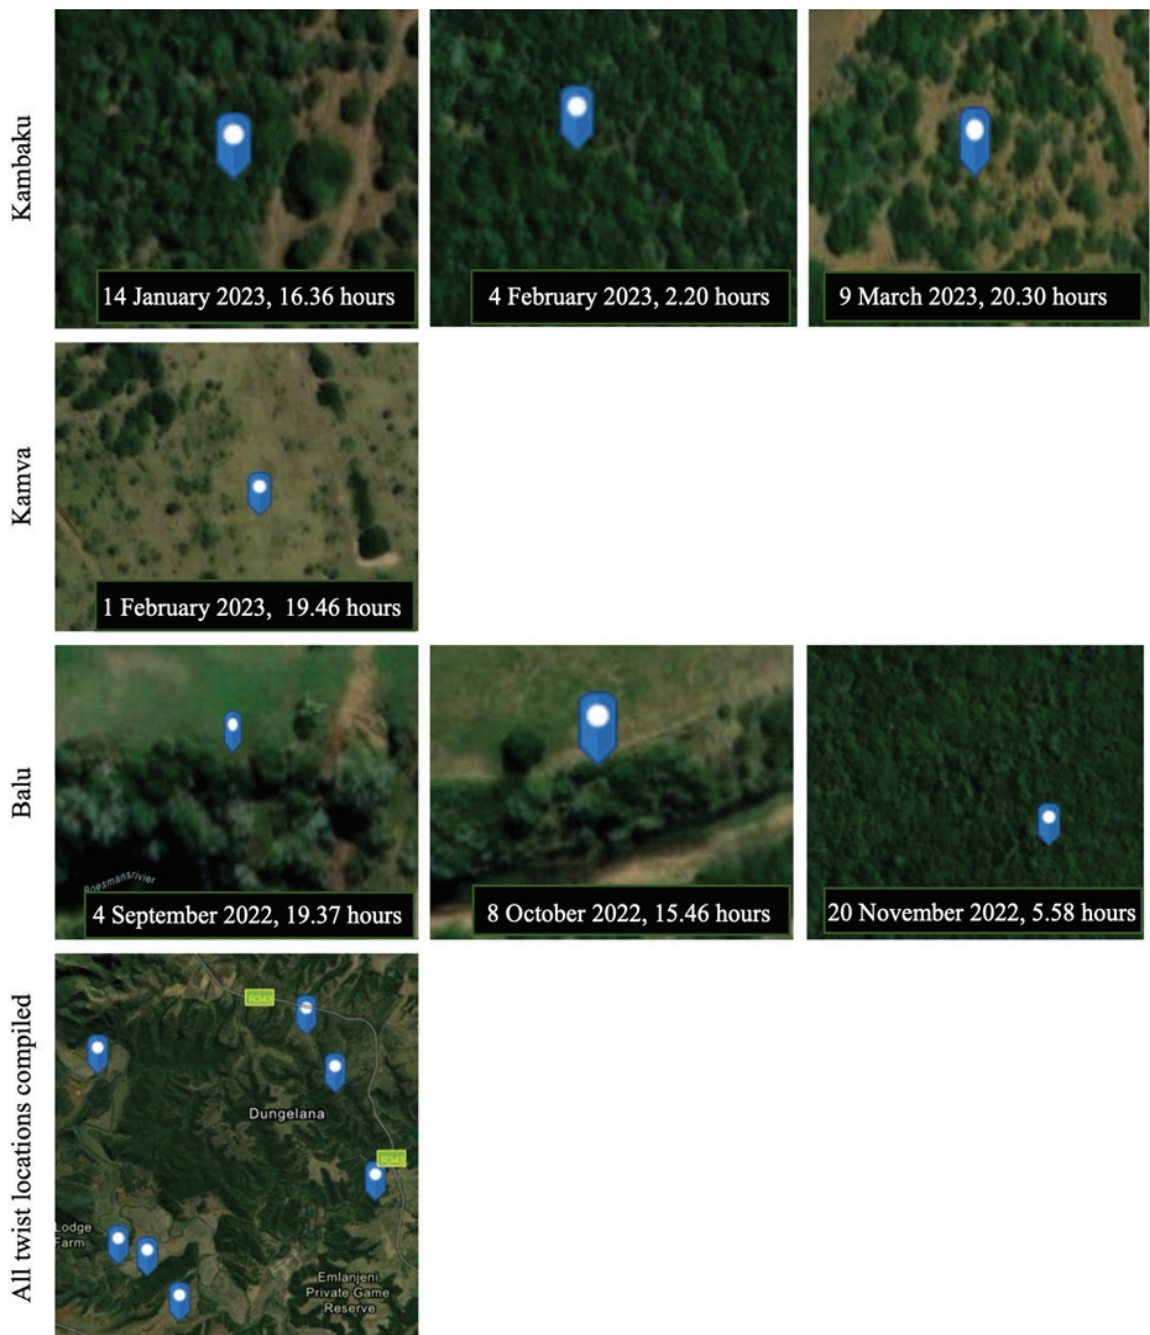 Kambaku
14 January 2023, 16.36 hours
4 February 2023, 2.20 hours
9 March 2023, 20.30 hours
Kamva
1 February 2023, 19.46 hours
Balu
Boesmansrivier
4 September 2022, 19.37 hours
8 October 2022, 15.46 hours
20 November 2022, 5.58 hours
All twist locations compiled
R343
Dungelana
R343
Lodge
Farm
Emlanjeni
Private Game
Reserve